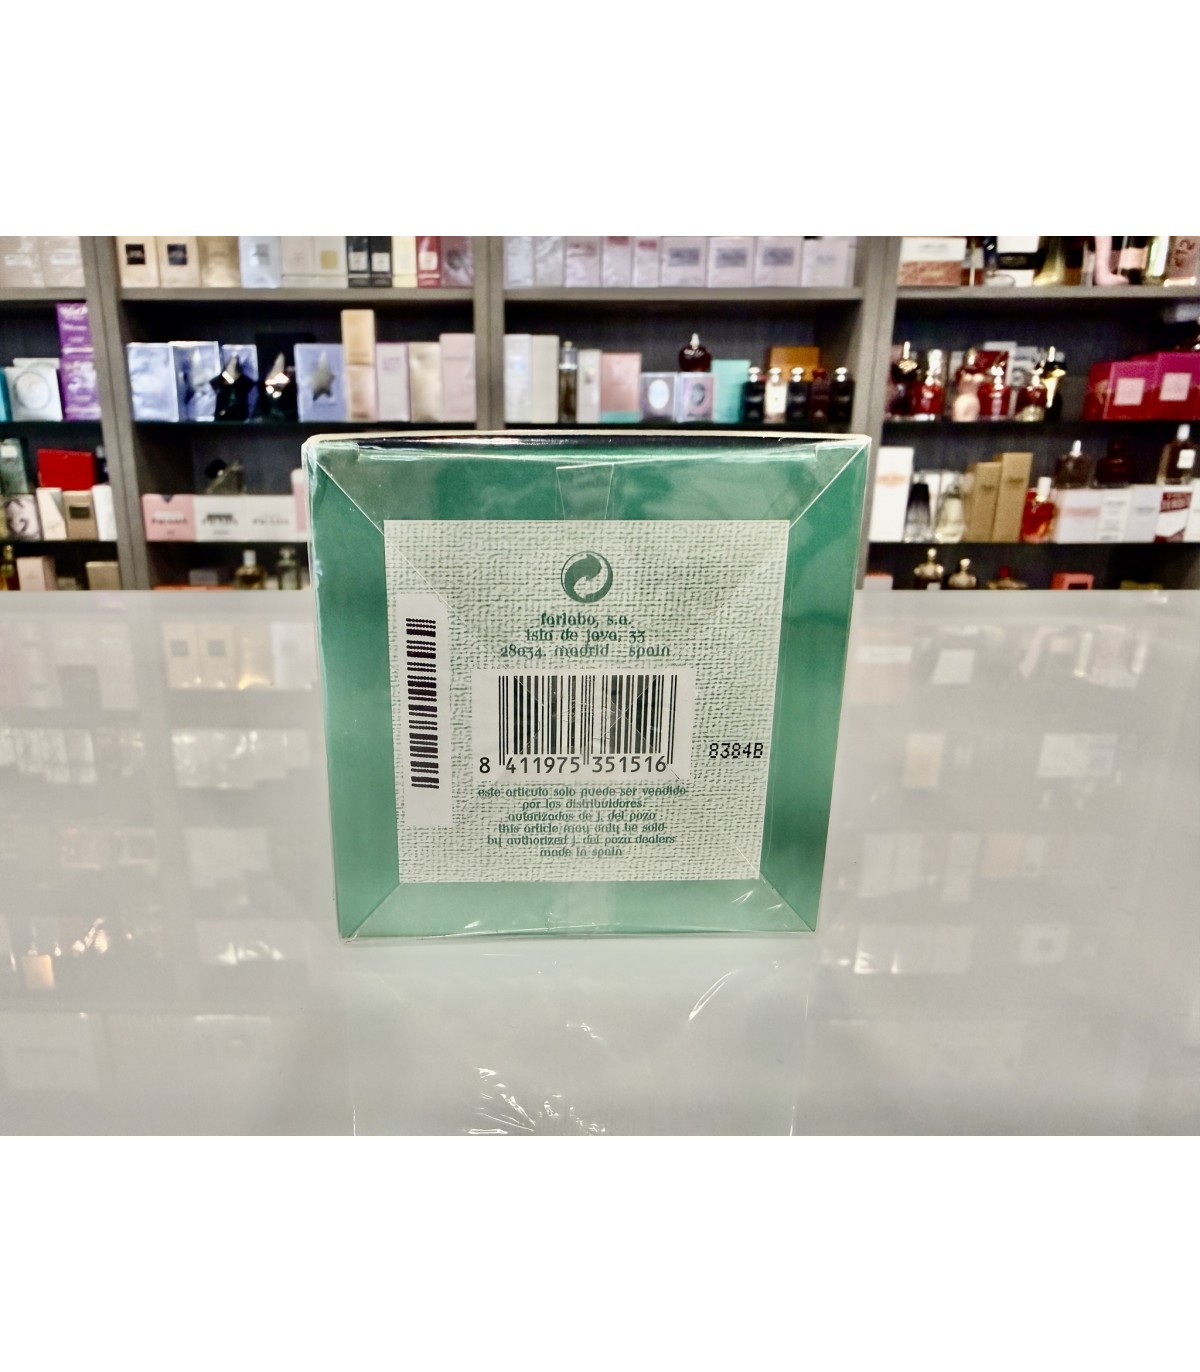 farlabo, s.a.
isla de java, 33
28034. madrid - spain
8 411975 351516
8384B
este articulo solo puede ser vendido
por los distribuidores
autorizados de j. del pozo
this article may only be sold
by authorized j. del pozo dealers
made in spain